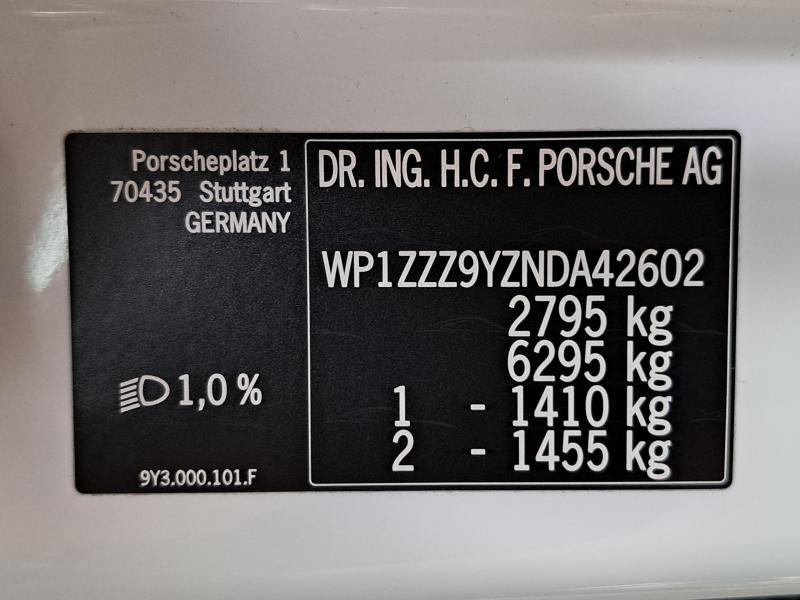 Porscheplatz 1
70435 Stuttgart
GERMANY
1,0 %
9Y3.000.101.F
DR. ING. H.C. F. PORSCHE AG
WP1ZZZ9YZNDA42602
2795 kg
6295 kg
1 - 1410 kg
2 - 1455 kg